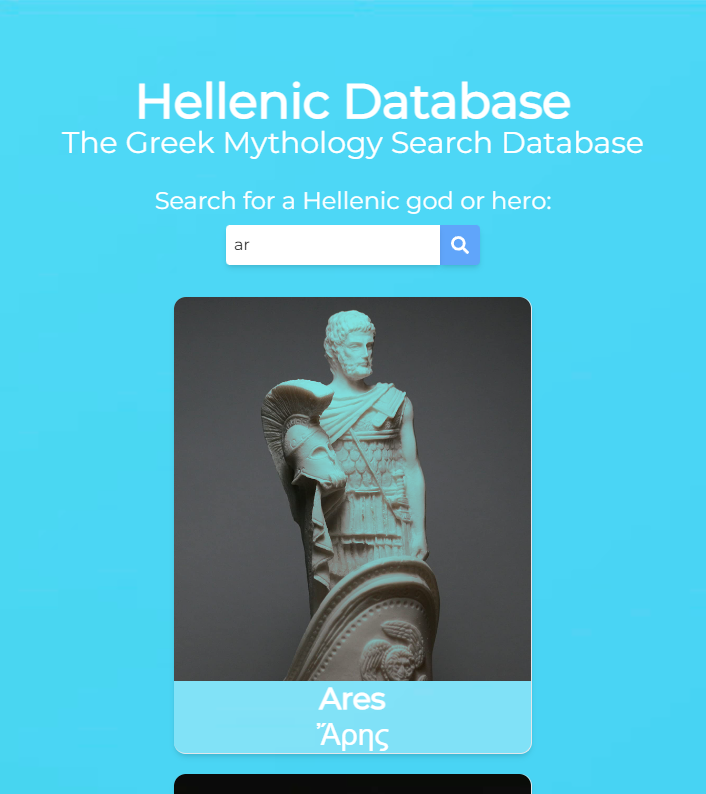 Hellenic Database
The Greek Mythology Search Database
Search for a Hellenic god or hero:
ar
Ares
Ἄρης